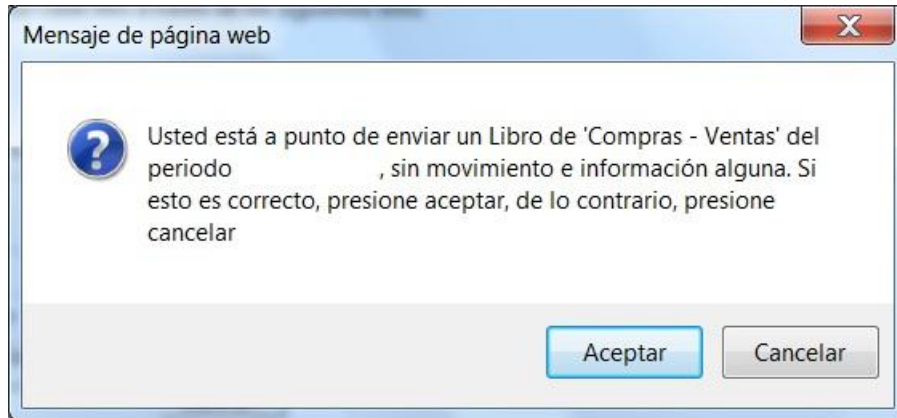 Mensaje de página web
Usted está a punto de enviar un Libro de 'Compras - Ventas' del
periodo , sin movimiento e información alguna. Si
esto es correcto, presione aceptar, de lo contrario, presione
cancelar
Aceptar
Cancelar